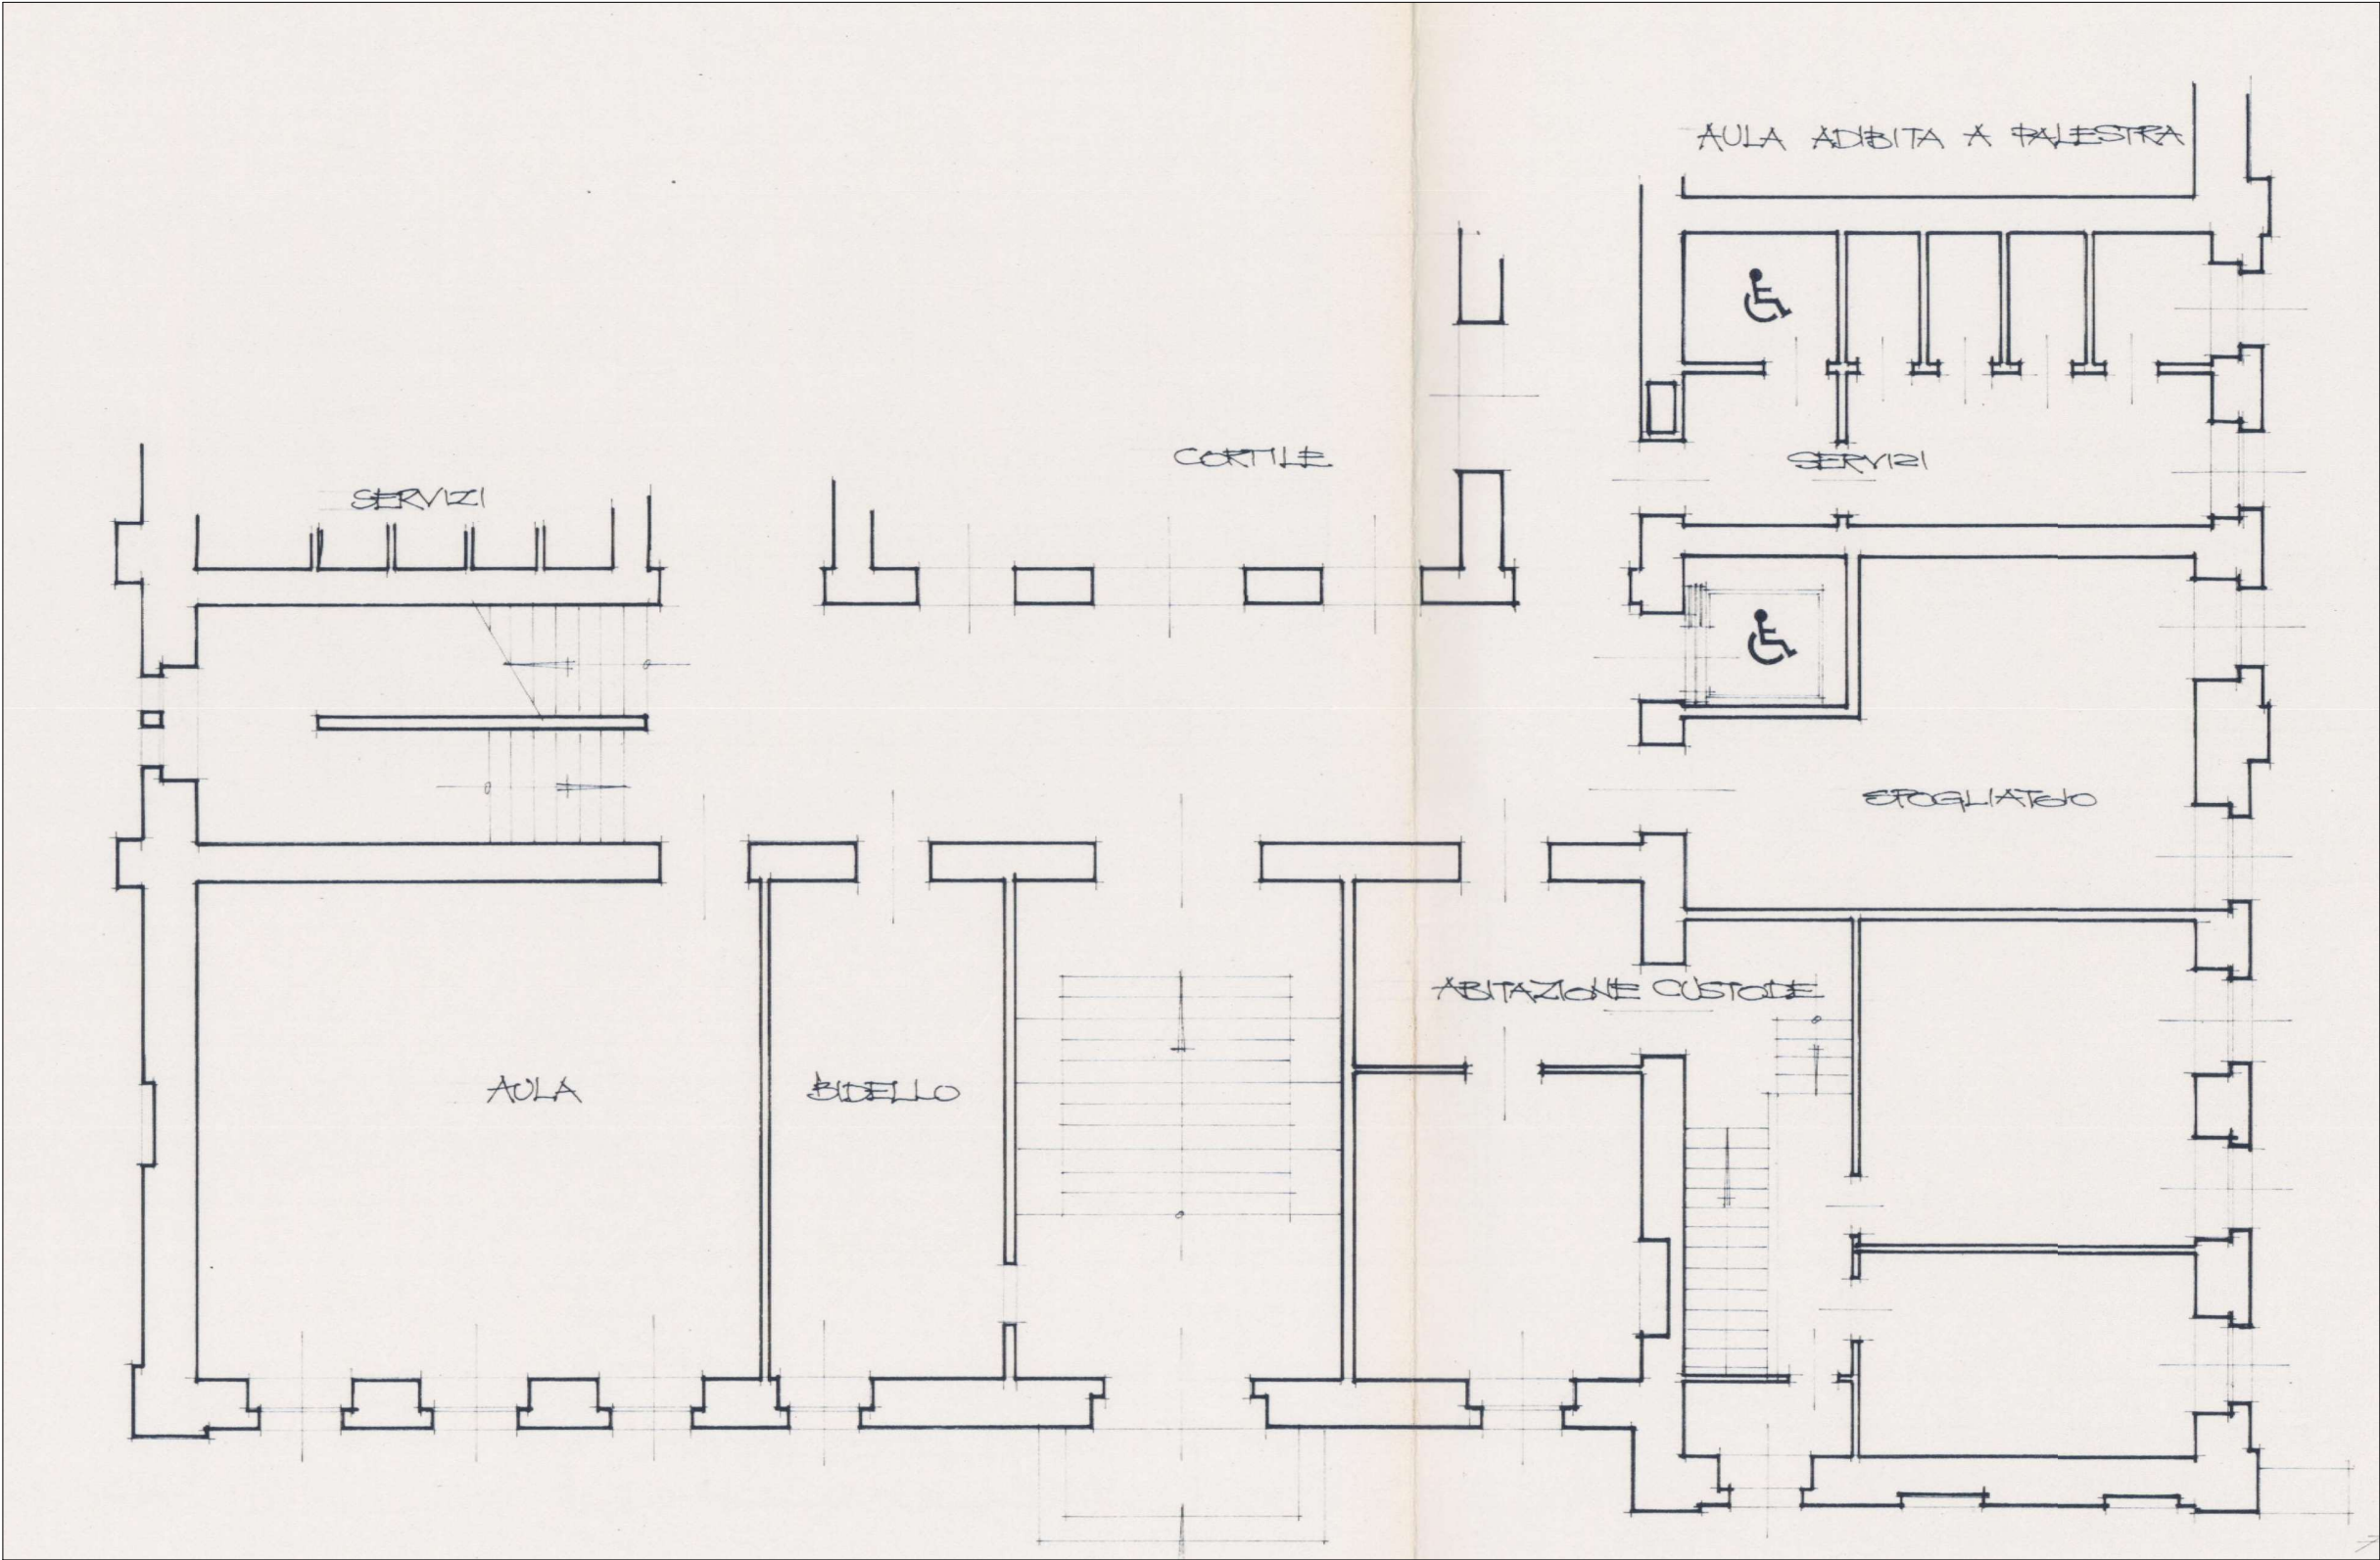 AULA ADIBITA A PALESTRA
CORTILE
SERVIZI
SERVIZI
SPOGLIATOIO
ABITAZIONE CUSTODE
AULA
BIDELLO